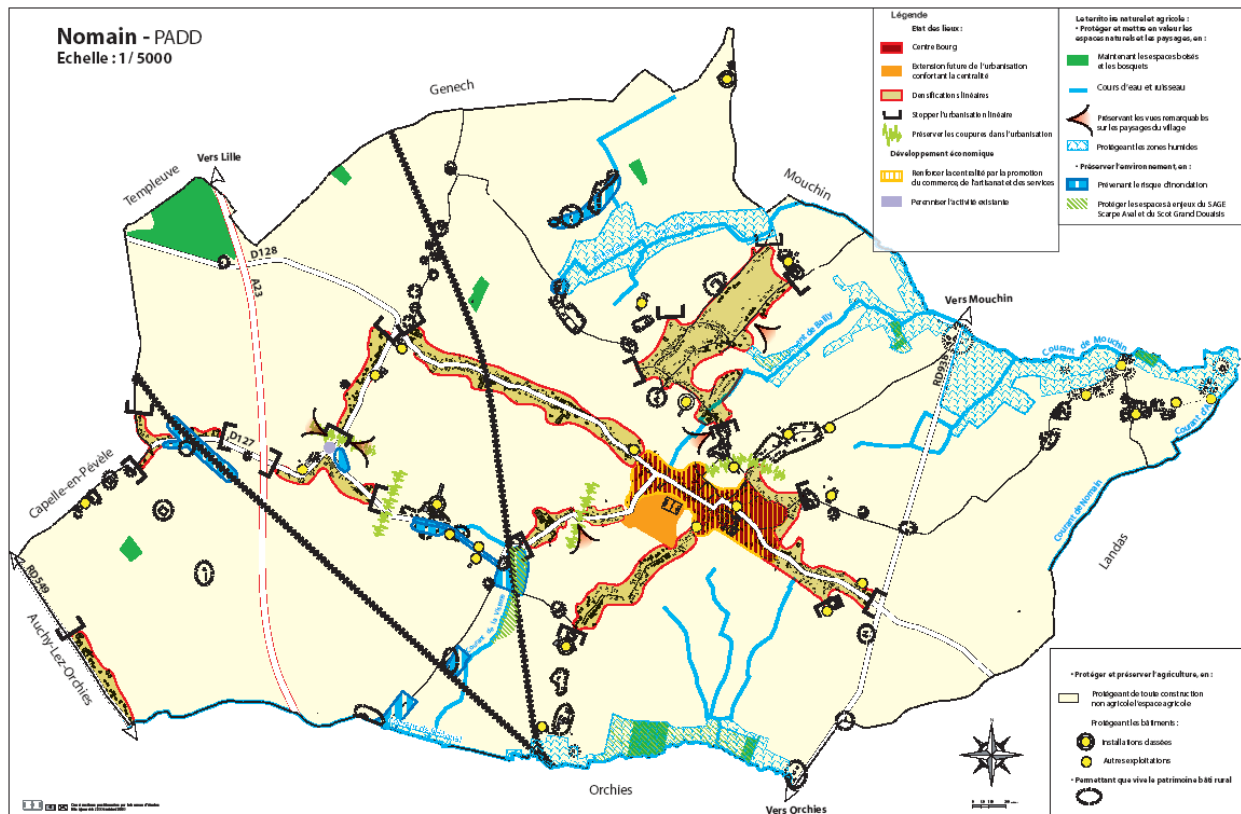 Nomain - PADD
Echelle : 1 / 5000
Genech
Vers Lille
Templeuve
D128
A23
Mouchin
Vers Mouchin
RD938
Courant de Mouchin
Courant de Nomain
Landas
D127
Capelle-en-Pévèle
RD549
Auchy-Lez-Orchies
Orchies
Vers Orchies
Légende
Etat des lieux :
Centre Bourg
Extension future de l'urbanisation
confortant la centralité
Densifications linéaires
Stopper l'urbanisation linéaire
Préserver les coupures dans l'urbanisation
Développement économique
Renforcer la centralité par la promotion
du commerce, de l'artisanat et des services
Perenniser l'activité existante
Le territoire naturel et agricole :
• Protéger et mettre en valeur les
espaces naturels et les paysages, en :
Maintenant les espaces boisés
et les bosquets
Cours d'eau et ruisseau
Préservant les vues remarquables
sur les paysages du village
Protégeant les zones humides
• Préserver l'environnement, en :
Prévenant le risque d'inondation
Protéger les espaces à enjeux du SAGE
Scarpe Aval et du Scot Grand Douaisis
• Protéger et préserver l'agriculture, en :
Protégeant de toute construction
non agricole l'espace agricole
Protégeant les bâtiments :
Installations classées
Autres exploitations
• Permettant que vive le patrimoine bâti rural